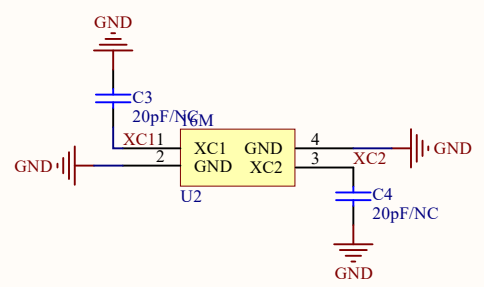 GND
C3
20pF/NC
16M
XC1
1
XC1
GND
4
2
GND
GND
XC2
3
XC2
GND
U2
C4
20pF/NC
GND